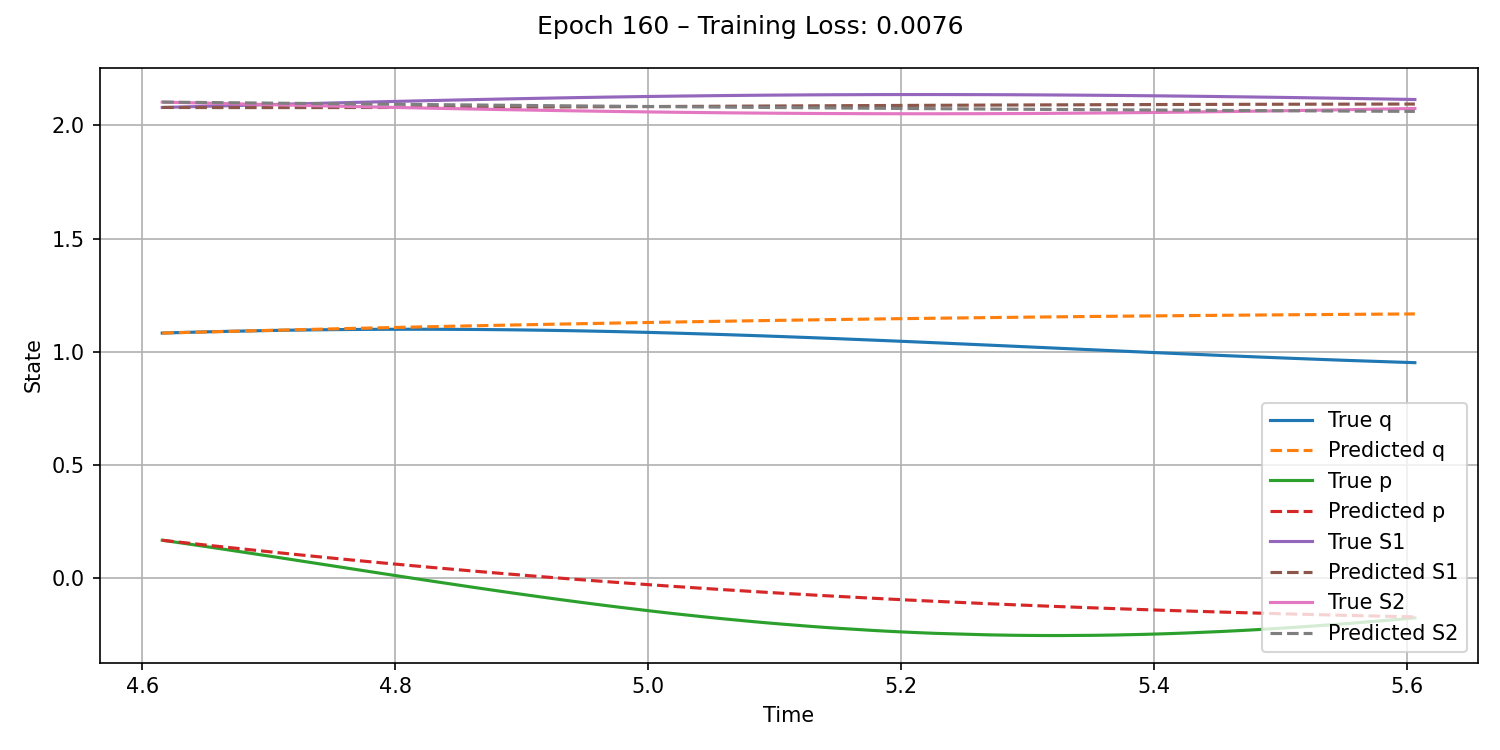 Epoch 160 – Training Loss: 0.0076
2.0
1.5
1.0
0.5
0.0
State
True q
Predicted q
True p
Predicted p
True S1
Predicted S1
True S2
Predicted S2
4.6 4.8 5.0 5.2 5.4 5.6
Time